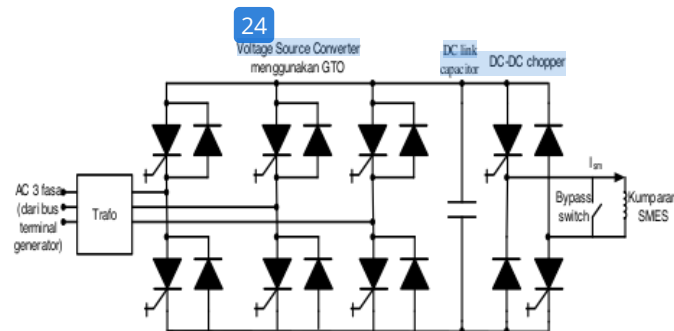 24
Voltage Source Converter
menggunakan GTO
DC link
capacitor
DC-DC chopper
AC 3 fasa
(dari bus
terminal
generator)
Trafo
Ism
Bypass
switch
Kumparan
SMES